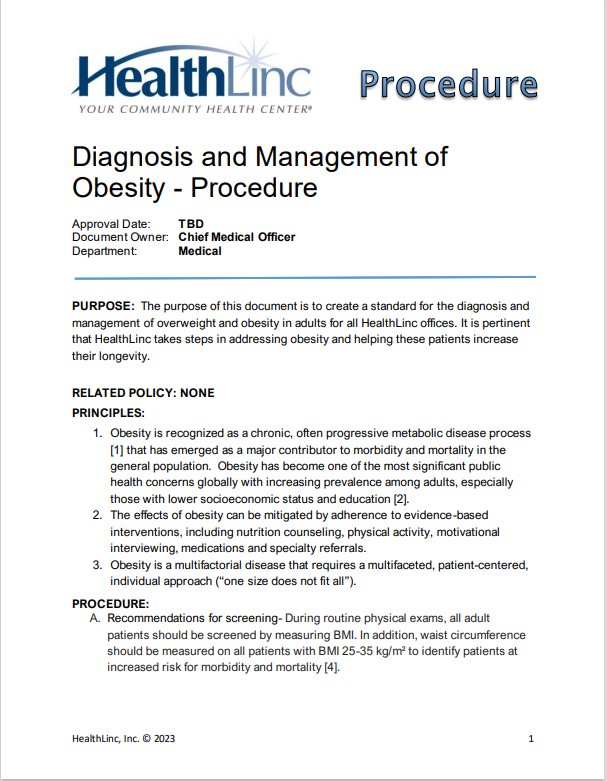 HealthLinc
YOUR COMMUNITY HEALTH CENTER®
Procedure
Diagnosis and Management of
Obesity - Procedure
Approval Date: TBD
Document Owner: Chief Medical Officer
Department: Medical
PURPOSE: The purpose of this document is to create a standard for the diagnosis and
management of overweight and obesity in adults for all HealthLinc offices. It is pertinent
that HealthLinc takes steps in addressing obesity and helping these patients increase
their longevity.
RELATED POLICY: NONE
PRINCIPLES:
1. Obesity is recognized as a chronic, often progressive metabolic disease process
[1] that has emerged as a major contributor to morbidity and mortality in the
general population. Obesity has become one of the most significant public
health concerns globally with increasing prevalence among adults, especially
those with lower socioeconomic status and education [2].
2. The effects of obesity can be mitigated by adherence to evidence-based
interventions, including nutrition counseling, physical activity, motivational
interviewing, medications and specialty referrals.
3. Obesity is a multifactorial disease that requires a multifaceted, patient-centered,
individual approach (“one size does not fit all”).
PROCEDURE:
A. Recommendations for screening- During routine physical exams, all adult
patients should be screened by measuring BMI. In addition, waist circumference
should be measured on all patients with BMI 25-35 kg/m² to identify patients at
increased risk for morbidity and mortality [4].
HealthLinc, Inc. © 2023 1